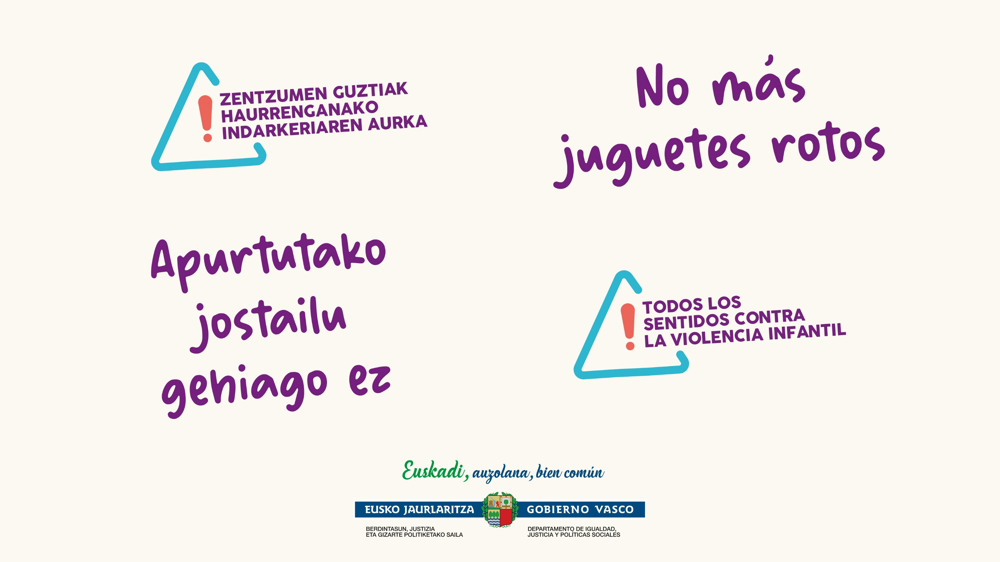 ZENTZUMEN GUZTIAK
HAURRENGANAKO
INDARKERIAREN AURKA
No más
juguetes rotos
Apurtutako
jostailu
gehiago ez
TODOS LOS
SENTIDOS CONTRA
LA VIOLENCIA INFANTIL
Euskadi, auzolana, bien común
EUSKO JAURLARITZA
GOBIERNO VASCO
BERDINTASUN, JUSTIZIA
ETA GIZARTE POLITIKETAKO SAILA
DEPARTAMENTO DE IGUALDAD,
JUSTICIA Y POLÍTICAS SOCIALES